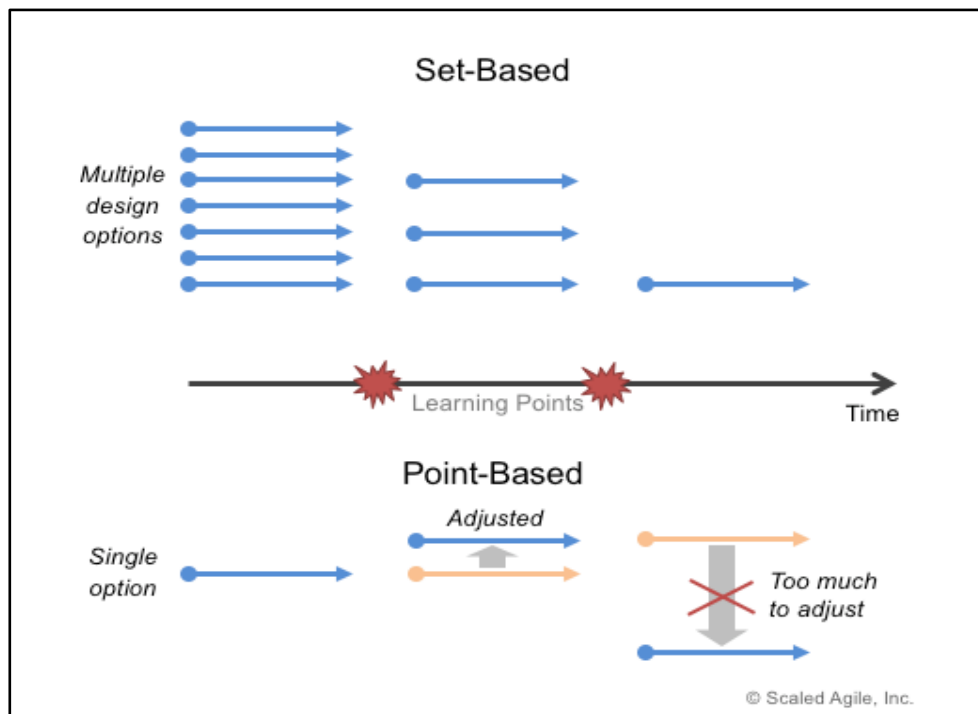 Set-Based
Multiple
design
options
Learning Points
Time
Point-Based
Adjusted
Single
option
Too much
to adjust
© Scaled Agile, Inc.